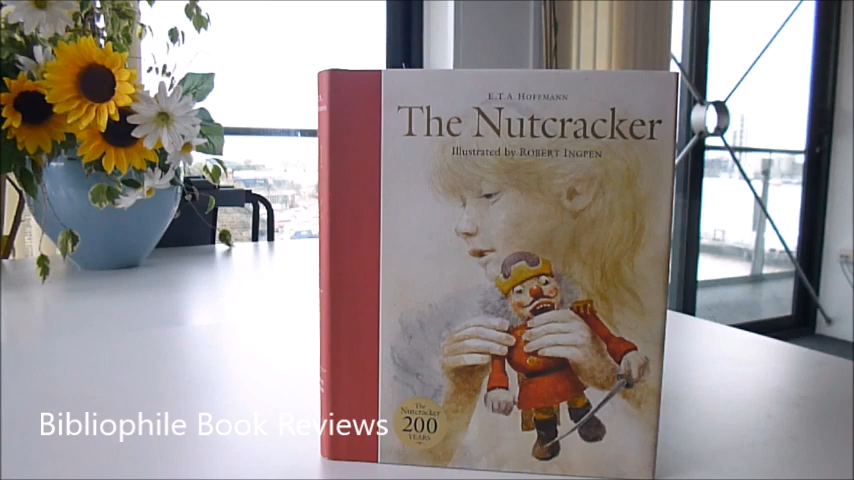 E.T.A. HOFFMANN
The Nutcracker
Illustrated by ROBERT INGPEN
The
Nutcracker
200
YEARS
Bibliophile Book Reviews